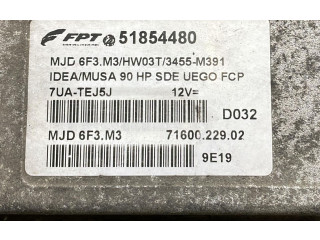 FPT 51854480
MJD 6F3.M3/HW03T/3455-M391
IDEA/MUSA 90 HP SDE UEGO FCP
7UA-TEJ5J 12V=
D032
MJD 6F3.M3 71600.229.02
9E19